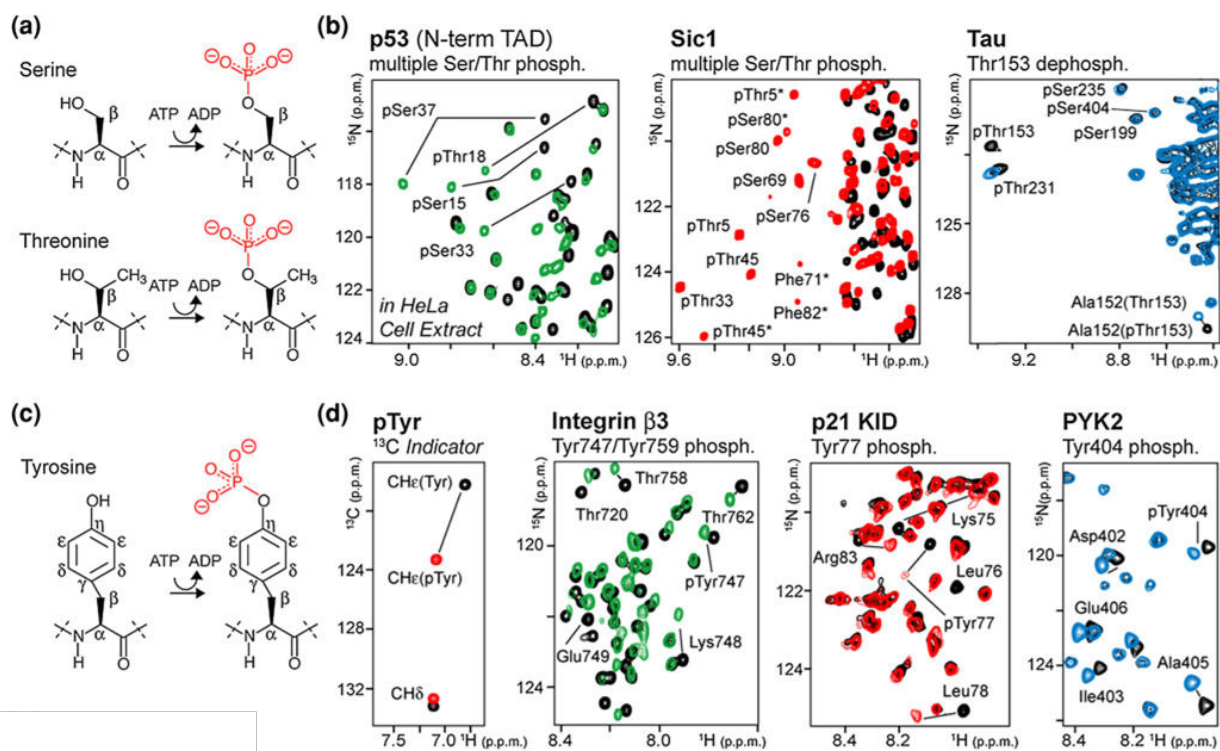 (a)
Serine
HO
β
ATP ADP
N
H
α
O
P
O
O
⊖
O
⊖
O
β
N
H
α
O
Threonine
HO
CH3
β
ATP ADP
N
H
α
O
P
O
O
⊖
O
⊖
O
CH3
β
N
H
α
O
(b)
p53 (N-term TAD)
multiple Ser/Thr phosph.
15N (p.p.m.)
pSer37
pThr18
pSer15
pSer33
in HeLa
Cell Extract
118
120
122
124
9.0
8.4
1H (p.p.m.)
Sic1
multiple Ser/Thr phosph.
15N (p.p.m.)
pThr5*
pSer80*
pSer80
pSer69
pSer76
pThr5
pThr45
pThr33
Phe71*
Phe82*
pThr45*
122
124
126
9.6
9.0
1H (p.p.m.)
Tau
Thr153 dephosph.
15N (p.p.m.)
pSer235
pSer404
pSer199
pThr153
pThr231
Ala152(Thr153)
Ala152(pThr153)
125
128
9.2
8.8
1H (p.p.m.)
(c)
Tyrosine
OH
η
ε
ε
δ
δ
γ
β
ATP ADP
N
H
α
O
⊖
O
O
P
O
⊖
O
η
ε
ε
δ
δ
γ
β
N
H
α
O
(d)
pTyr
13C Indicator
13C (p.p.m.)
CHε(Tyr)
CHε(pTyr)
CHδ
124
128
132
7.5
7.0
1H (p.p.m.)
Integrin β3
Tyr747/Tyr759 phosph.
15N (p.p.m.)
Thr758
Thr720
Thr762
pTyr747
Lys748
Glu749
120
124
8.4
8.0
1H (p.p.m.)
p21 KID
Tyr77 phosph.
15N (p.p.m.)
Lys75
Arg83
Leu76
pTyr77
Leu78
122
124
8.6
8.2
1H (p.p.m.)
PYK2
Tyr404 phosph.
15N(p.p.m)
pTyr404
Asp402
Glu406
Ala405
Ile403
120
124
8.6
8.2
1H (p.p.m.)